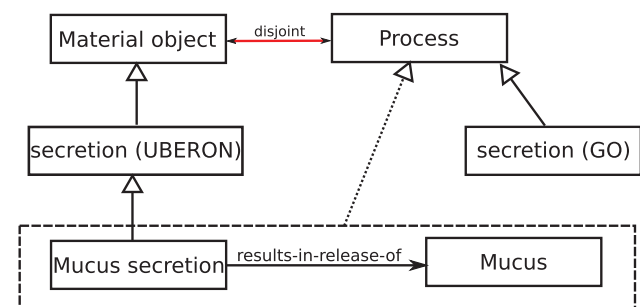 Material object
disjoint
Process
secretion (UBERON)
secretion (GO)
Mucus secretion
results-in-release-of
Mucus